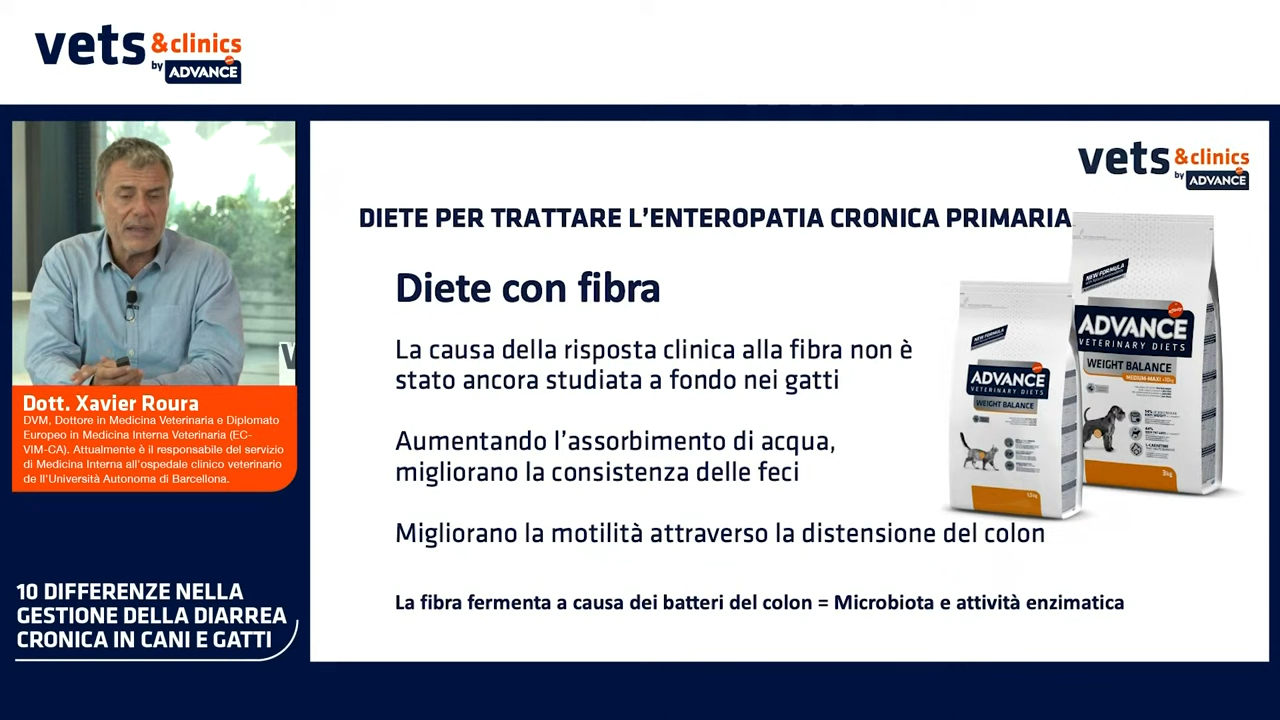 vets &clinics
by ADVANCE
Dott. Xavier Roura
DVM, Dottore in Medicina Veterinaria e Diplomato
Europeo in Medicina Interna Veterinaria (EC-
VIM-CA). Attualmente è il responsabile del servizio
di Medicina Interna all'ospedale clinico veterinario
de ll'Università Autonoma di Barcellona.
10 DIFFERENZE NELLA
GESTIONE DELLA DIARREA
CRONICA IN CANI E GATTI
vets &clinics
by ADVANCE
DIETE PER TRATTARE L'ENTEROPATIA CRONICA PRIMARIA
Diete con fibra
La causa della risposta clinica alla fibra non è
stato ancora studiata a fondo nei gatti
Aumentando l'assorbimento di acqua,
migliorano la consistenza delle feci
Migliorano la motilità attraverso la distensione del colon
La fibra fermenta a causa dei batteri del colon = Microbiota e attività enzimatica
NEW FORMULA
ADVANCE
VETERINARY DIETS
WEIGHT BALANCE
NEW FORMULA
ADVANCE
VETERINARY DIETS
WEIGHT BALANCE
MEDIUM-MAXI
L-CARNITINE
3kg